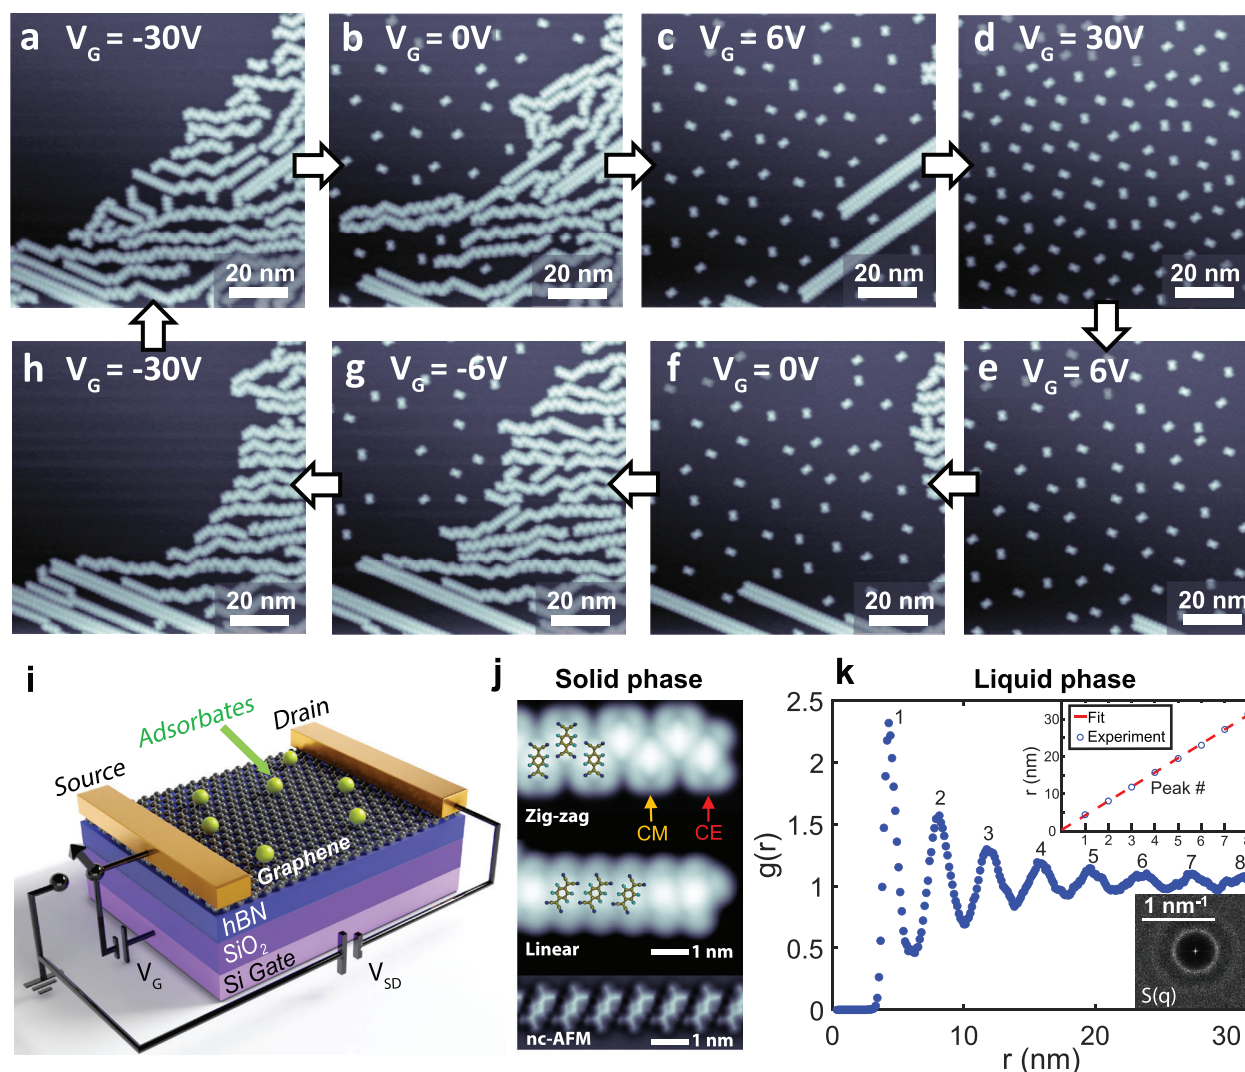 a V_G = -30V
20 nm
b V_G = 0V
20 nm
c V_G = 6V
20 nm
d V_G = 30V
20 nm
h V_G = -30V
20 nm
g V_G = -6V
20 nm
f V_G = 0V
20 nm
e V_G = 6V
20 nm
i
Adsorbates
Drain
Source
Graphene
hBN
SiO2
Si Gate
V_G
V_SD
j Solid phase
Zig-zag
CM
CE
Linear
1 nm
nc-AFM
1 nm
k Liquid phase
g(r)
2.5
2
1.5
1
0.5
0
0
10
20
30
r (nm)
1
2
3
4
5
6
7
8
Fit
Experiment
r (nm)
30
20
10
0
Peak #
1 2 3 4 5 6 7 8
1 nm⁻¹
S(q)